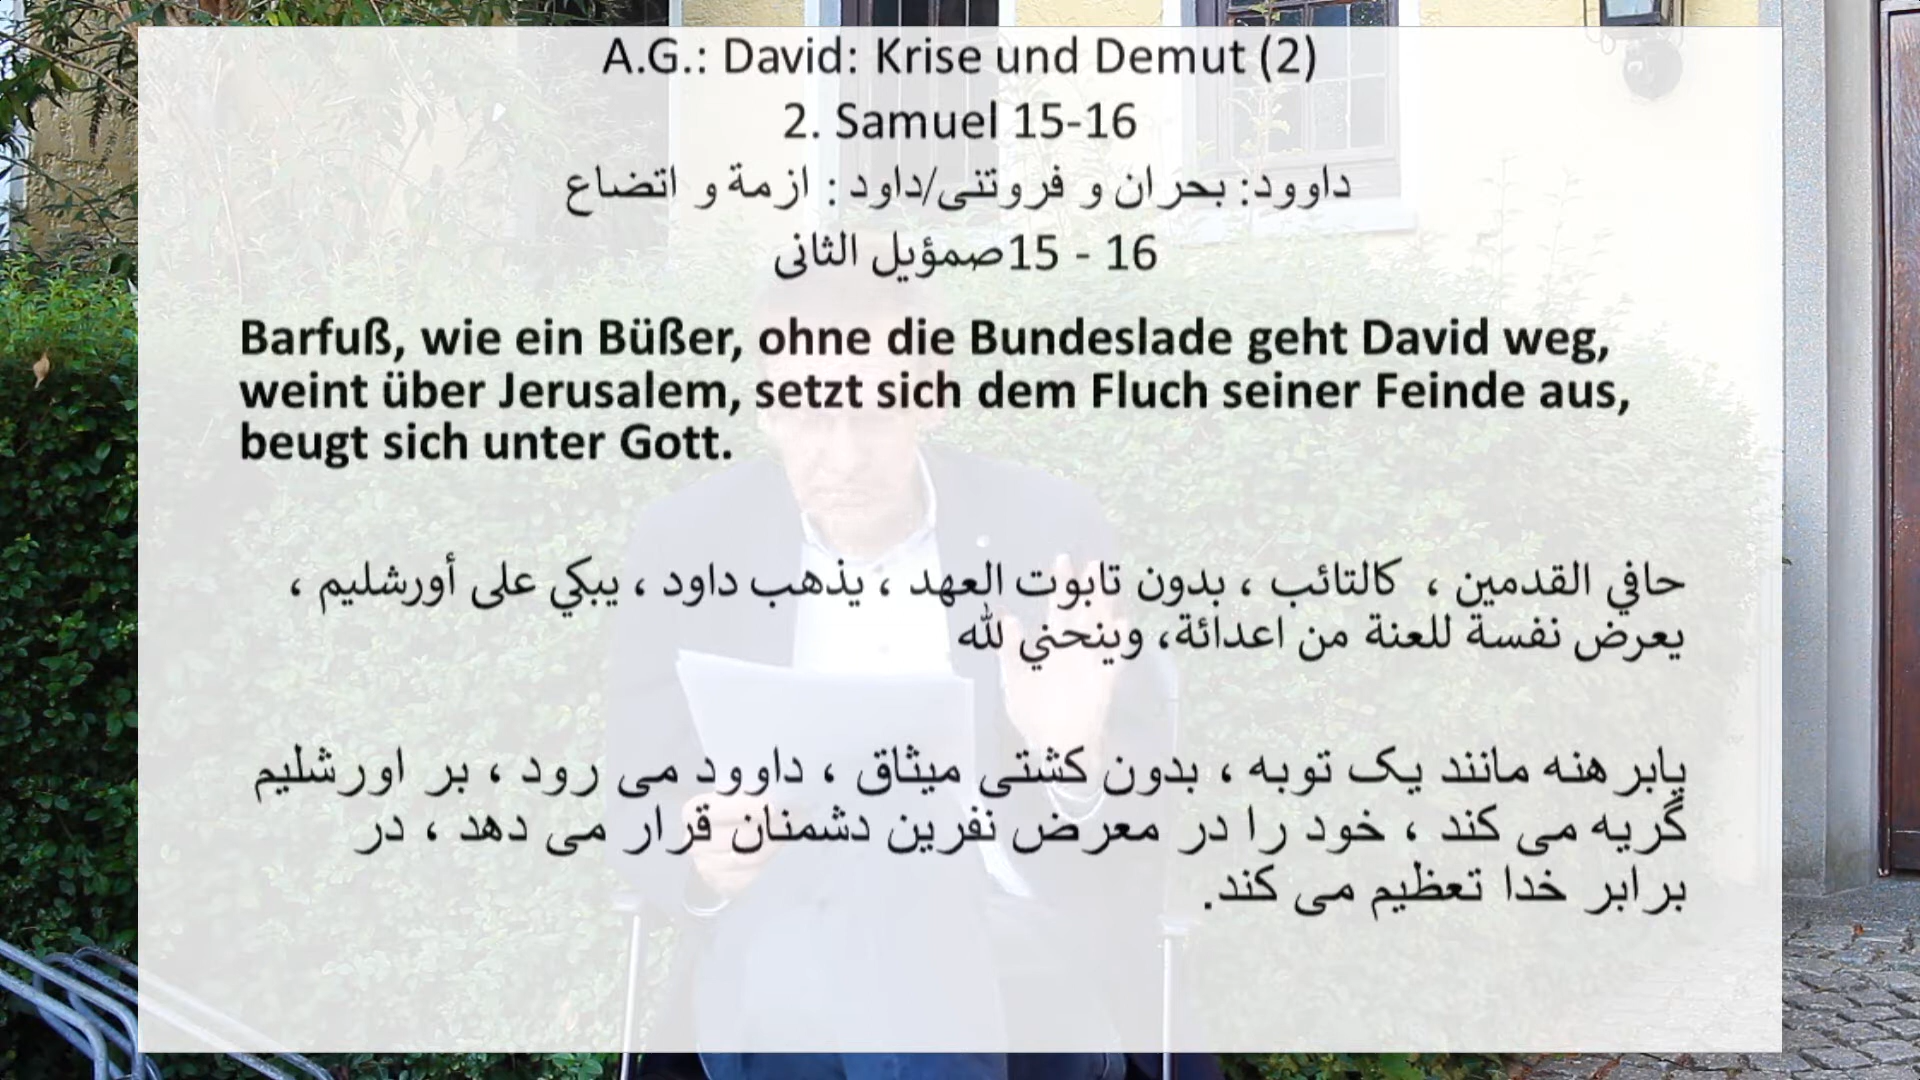 A.G.: David: Krise und Demut (2)
2. Samuel 15-16
داوود: بحران و فروتنی/داود : ازمة و اتضاع
16 - 15صموئيل الثانى
Barfuß, wie ein Büßer, ohne die Bundeslade geht David weg,
weint über Jerusalem, setzt sich dem Fluch seiner Feinde aus,
beugt sich unter Gott.
حافي القدمين ، كالتائب ، بدون تابوت العهد ، يذهب داود ، يبكي على أورشليم ،
يعرض نفسة للعنة من اعدائة، وينحني لله
پابرهنه مانند یک توبه ، بدون کشتی میثاق ، داوود می رود ، بر اورشلیم
گریه می کند ، خود را در معرض نفرین دشمنان قرار می دهد ، در
برابر خدا تعظیم می کند.